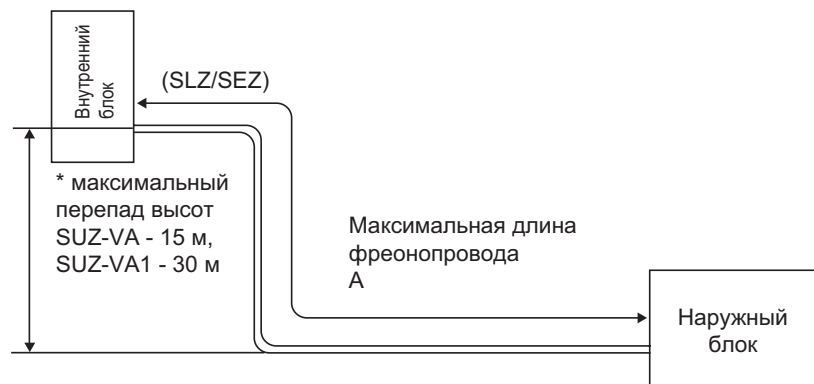 Внутренний
блок
(SLZ/SEZ)
* максимальный
перепад высот
SUZ-VA - 15 м,
SUZ-VA1 - 30 м
Максимальная длина
фреонопровода
A
Наружный
блок